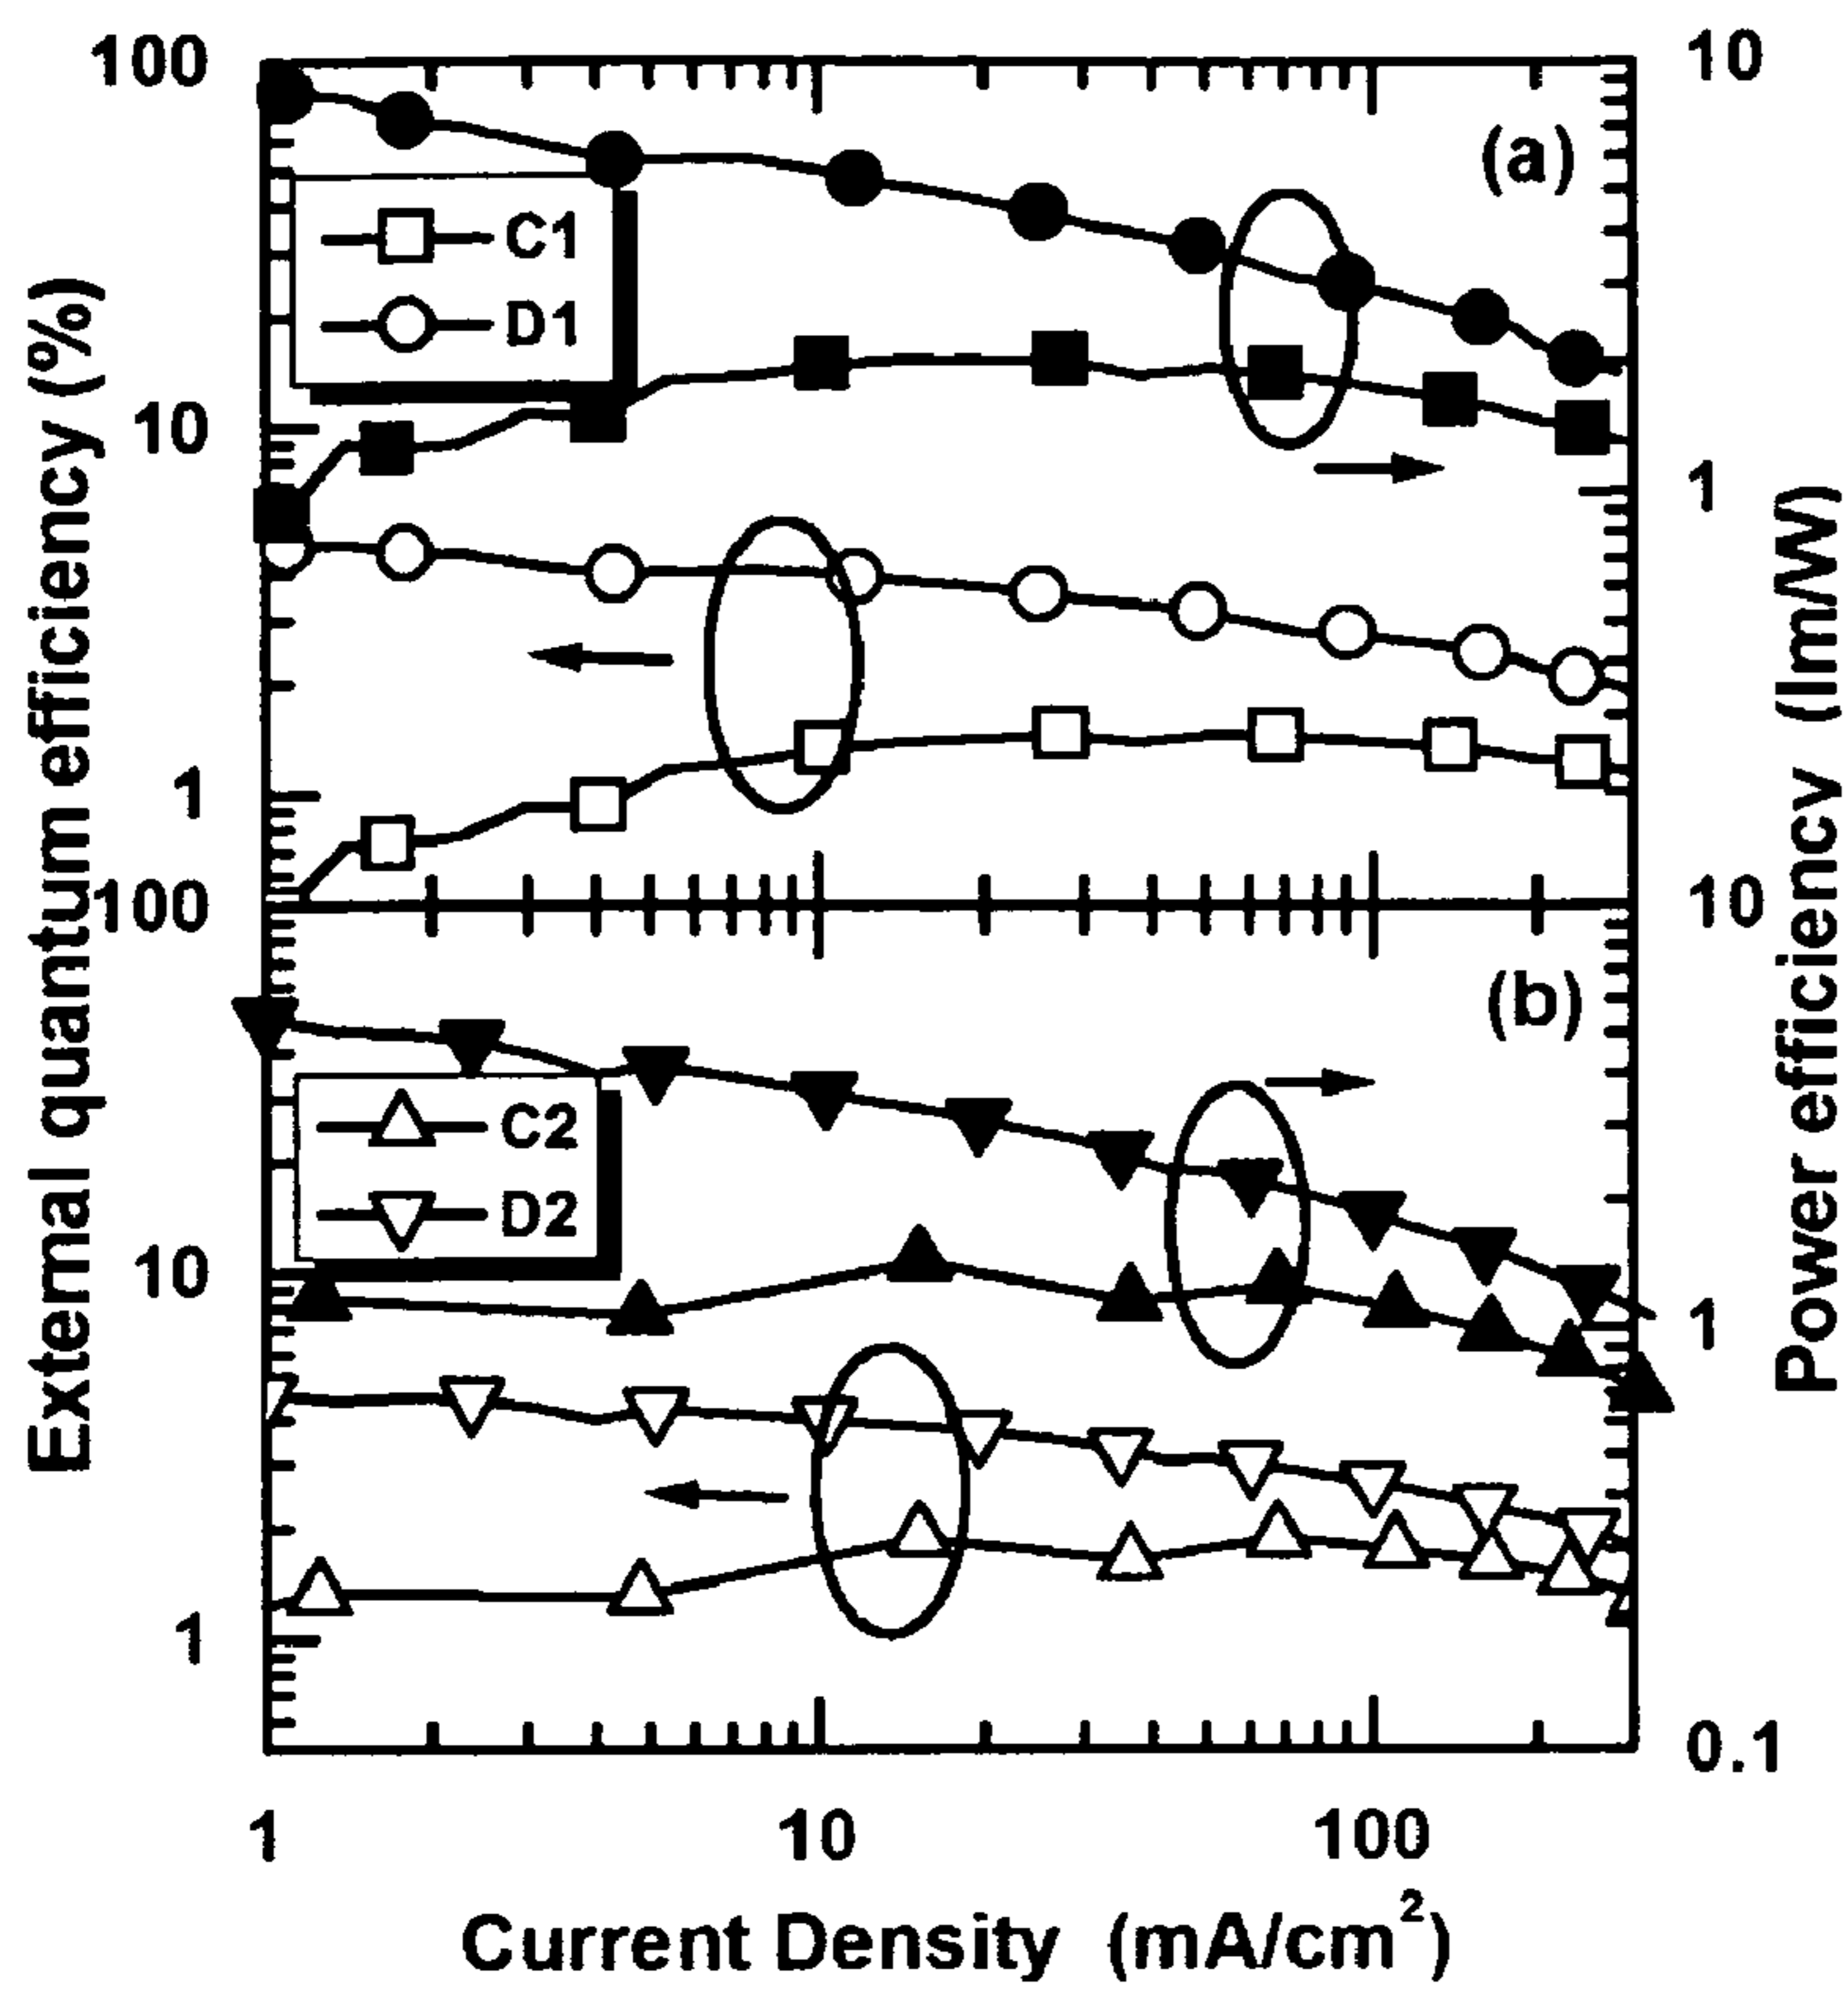 100
10
(a)
C1
D1
10
1
1
External quantum efficiency (%)
Power efficiency (lm/W)
100
10
(b)
C2
D2
10
1
1
0.1
1
10
100
Current Density (mA/cm²)